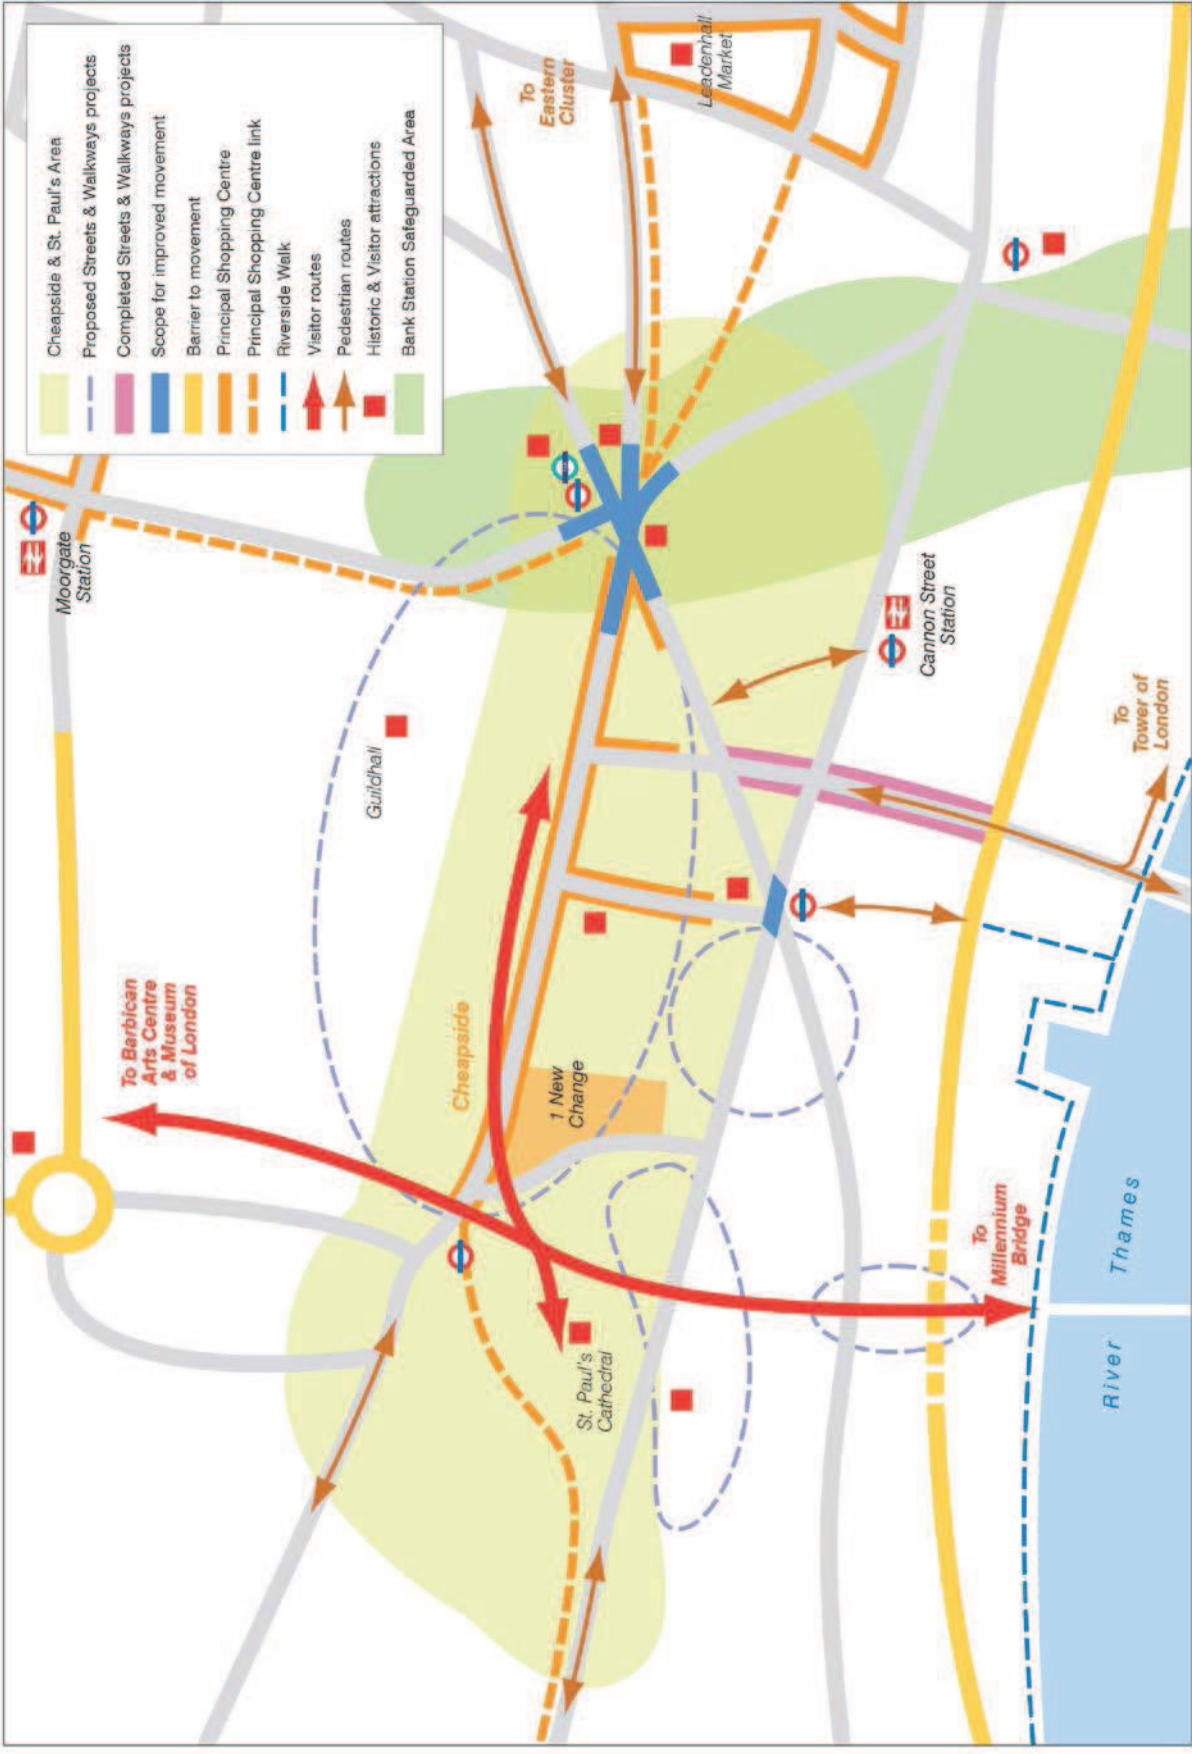 Cheapside & St. Paul's Area
Proposed Streets & Walkways projects
Completed Streets & Walkways projects
Scope for improved movement
Barrier to movement
Principal Shopping Centre
Principal Shopping Centre link
Riverside Walk
Visitor routes
Pedestrian routes
Historic & Visitor attractions
Bank Station Safeguarded Area
To Barbican
Arts Centre
& Museum
of London
Moorgate
Station
Guildhall
To
Eastern
Cluster
Leadenhall
Market
Cheapside
1 New
Change
St. Paul's
Cathedral
Cannon Street
Station
To
Millennium
Bridge
To
Tower of
London
River Thames